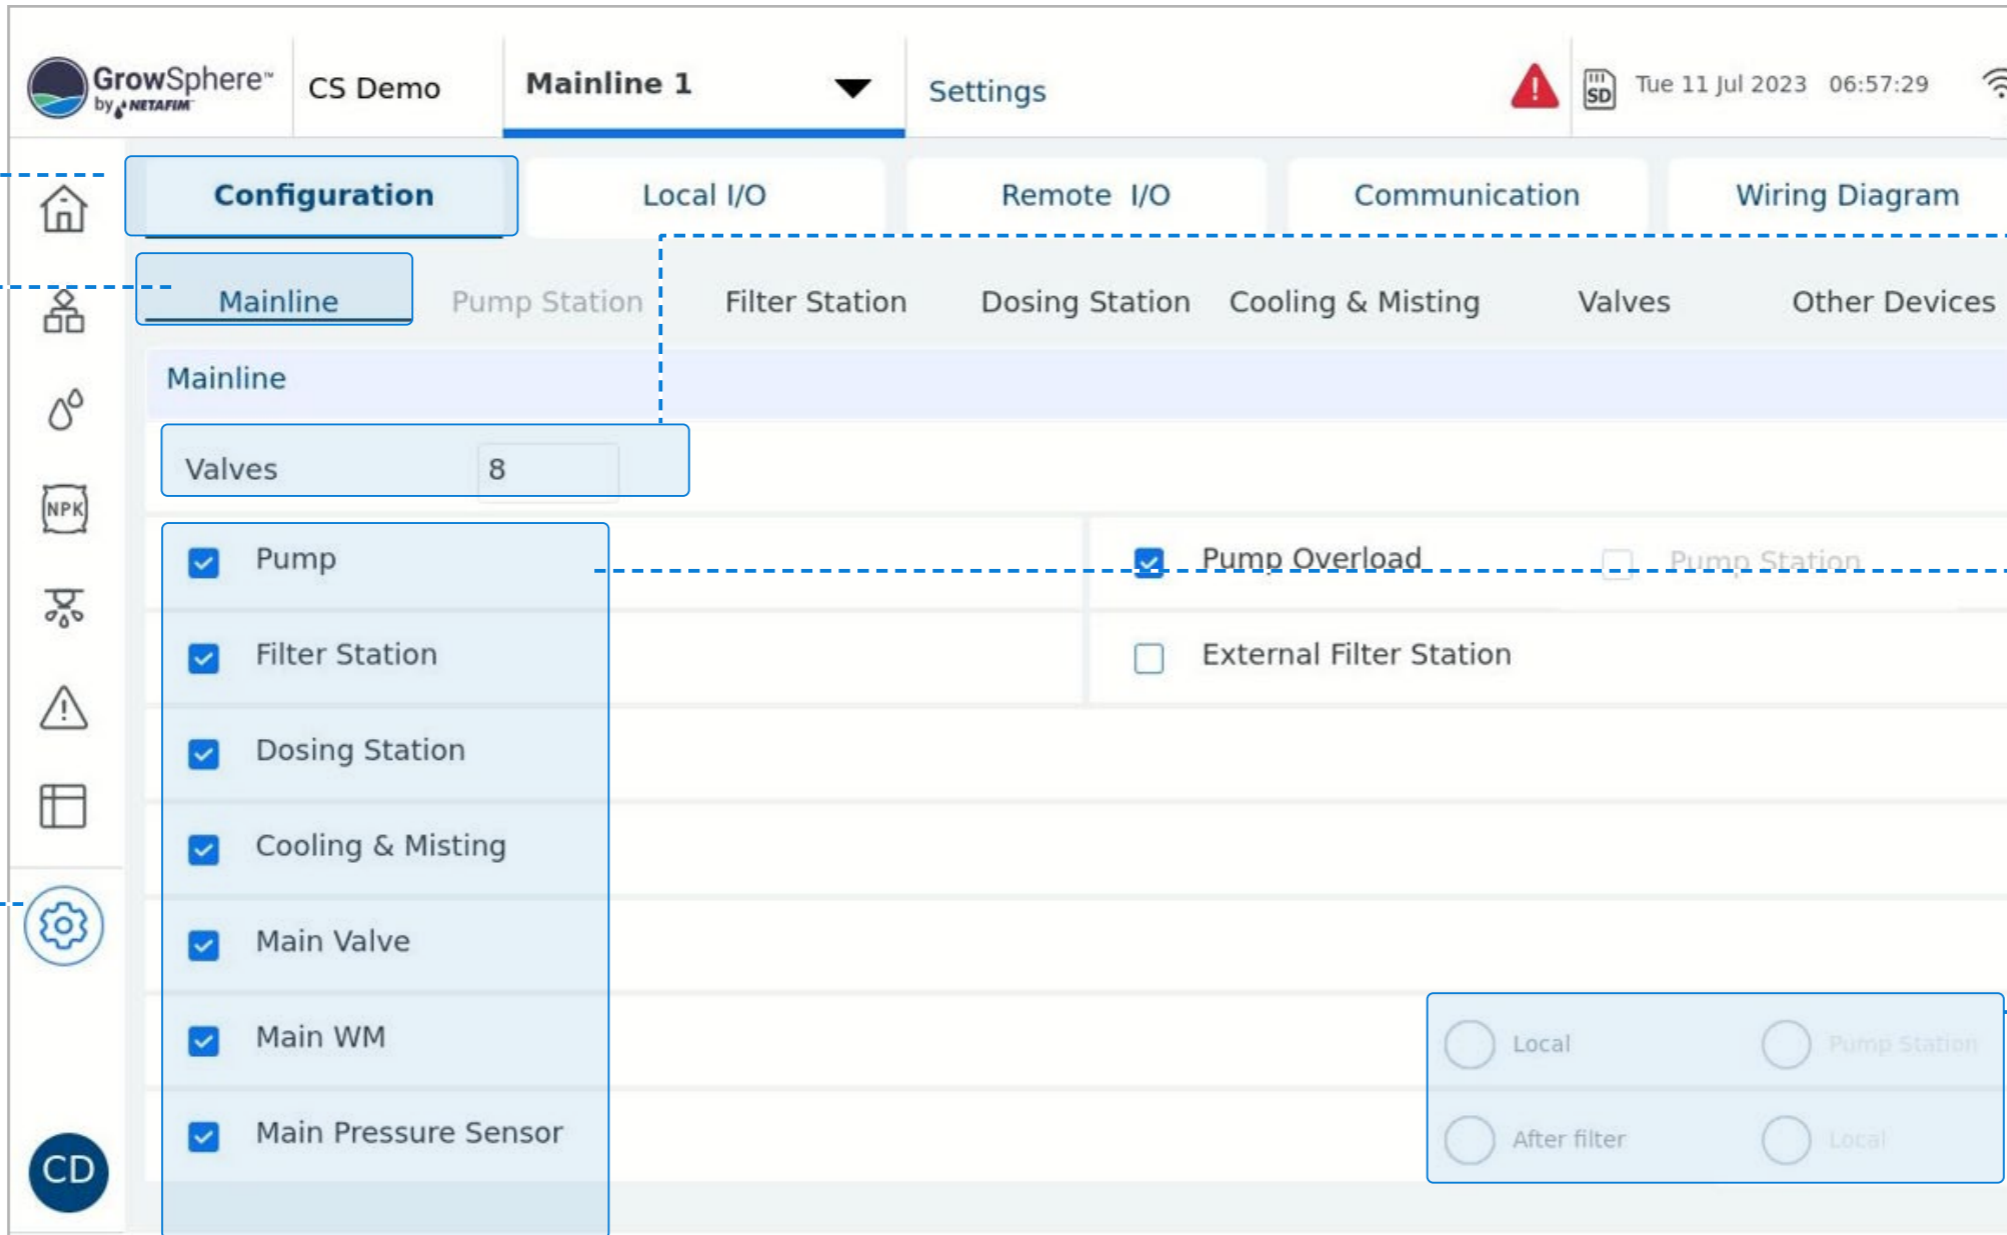 GrowSphere™
by NETAFIM™
CS Demo
Mainline 1
Settings
SD
Tue 11 Jul 2023 06:57:29
Configuration
Local I/O
Remote I/O
Communication
Wiring Diagram
Mainline
Pump Station
Filter Station
Dosing Station
Cooling & Misting
Valves
Other Devices
Mainline
Valves 8
NPK
Pump
Pump Overload
Pump Station
Filter Station
External Filter Station
Dosing Station
Cooling & Misting
Main Valve
Main WM
Local
Pump Station
Main Pressure Sensor
After filter
Local
CD